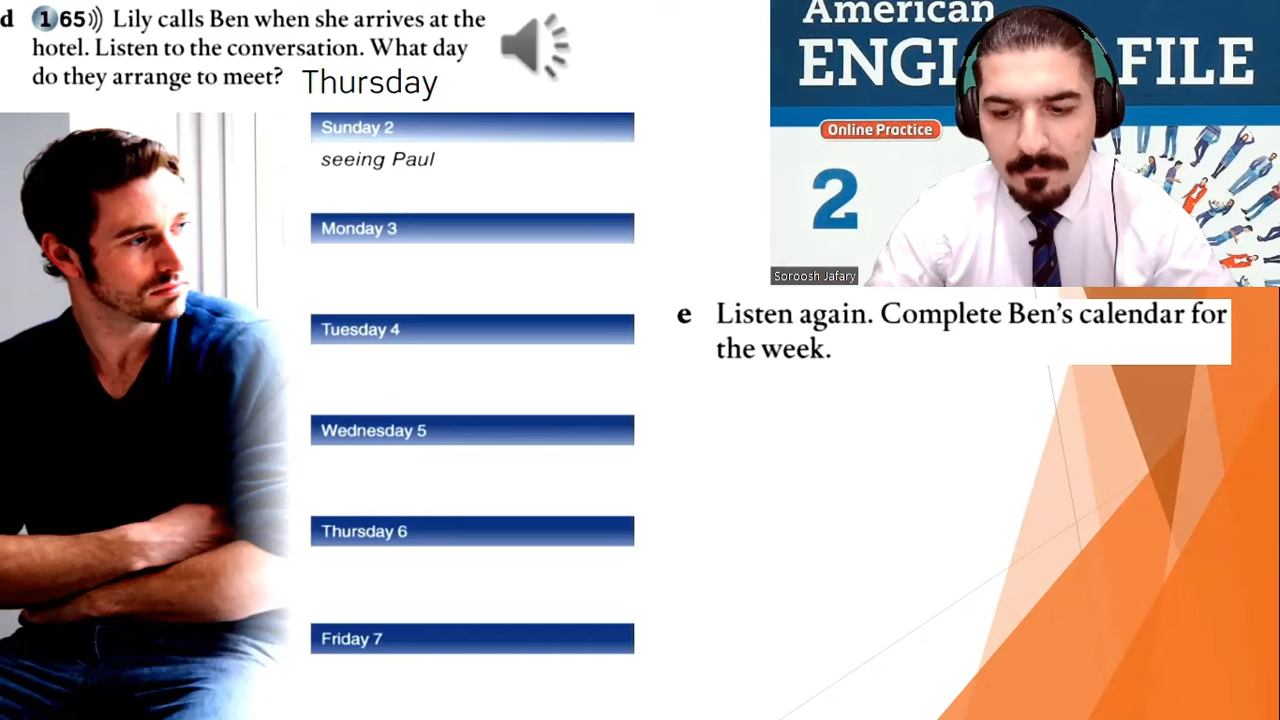 d 1 65))) Lily calls Ben when she arrives at the
hotel. Listen to the conversation. What day
do they arrange to meet? Thursday
Sunday 2
seeing Paul
Monday 3
Tuesday 4
Wednesday 5
Thursday 6
Friday 7
American
ENGL FILE
Online Practice
2
Soroosh Jafary
e Listen again. Complete Ben's calendar for
the week.